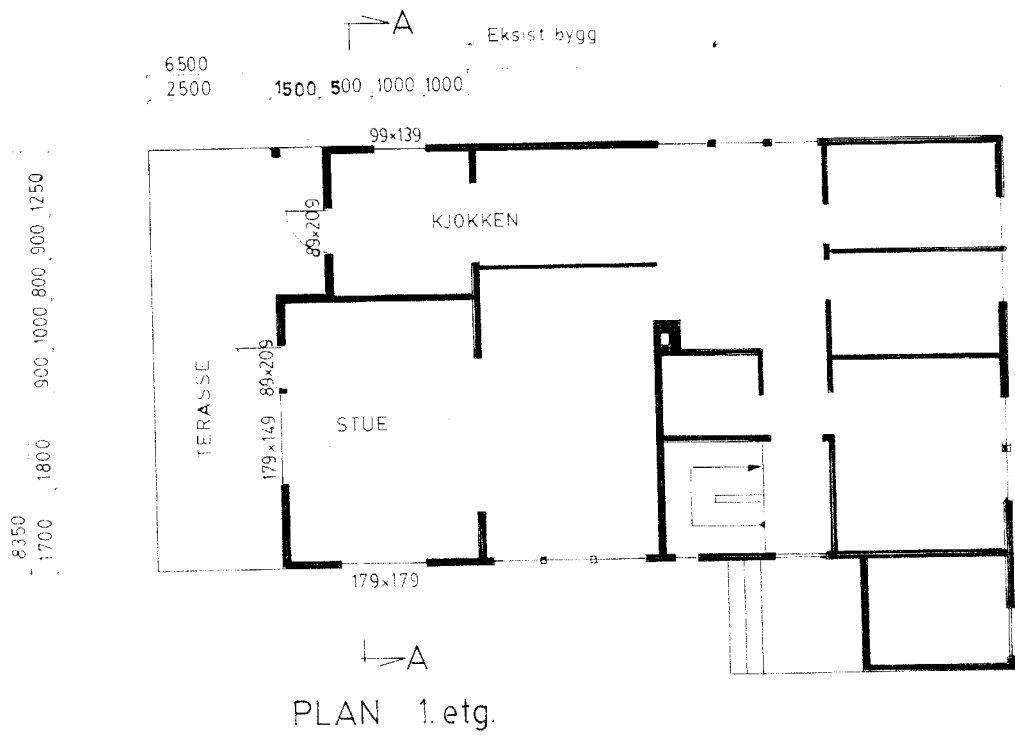 A
Eksist bygg
6500
2500 1500 500 1000 1000
99×139
8350
1700 1800 900 1000 800 900 1250
89×209
KJØKKEN
89×209
TERASSE
179×149
STUE
179×179
A
PLAN 1. etg.